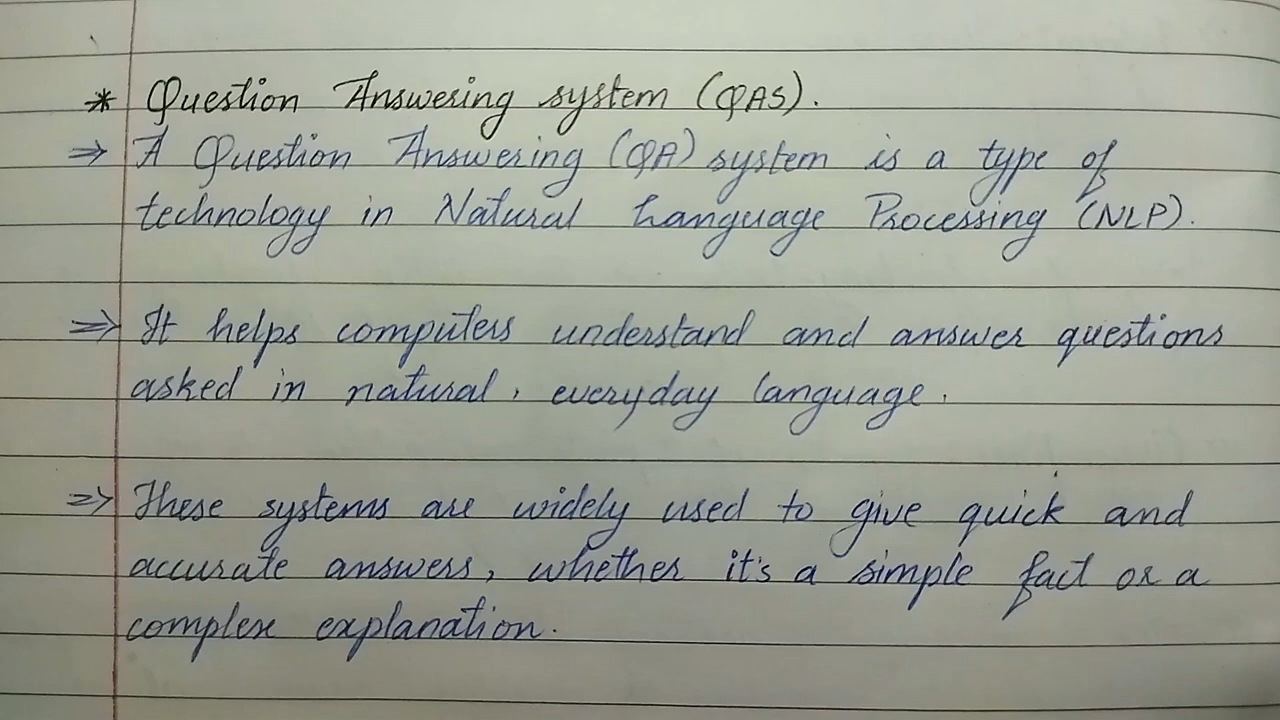 * Question Answering system (QAS).
⇒ A Question Answering (QA) system is a type of
technology in Natural Language Processing (NLP).
⇒ It helps computers understand and answer questions
asked in natural, everyday language.
⇒ These systems are widely used to give quick and
accurate answers, whether it's a simple fact or a
complex explanation.